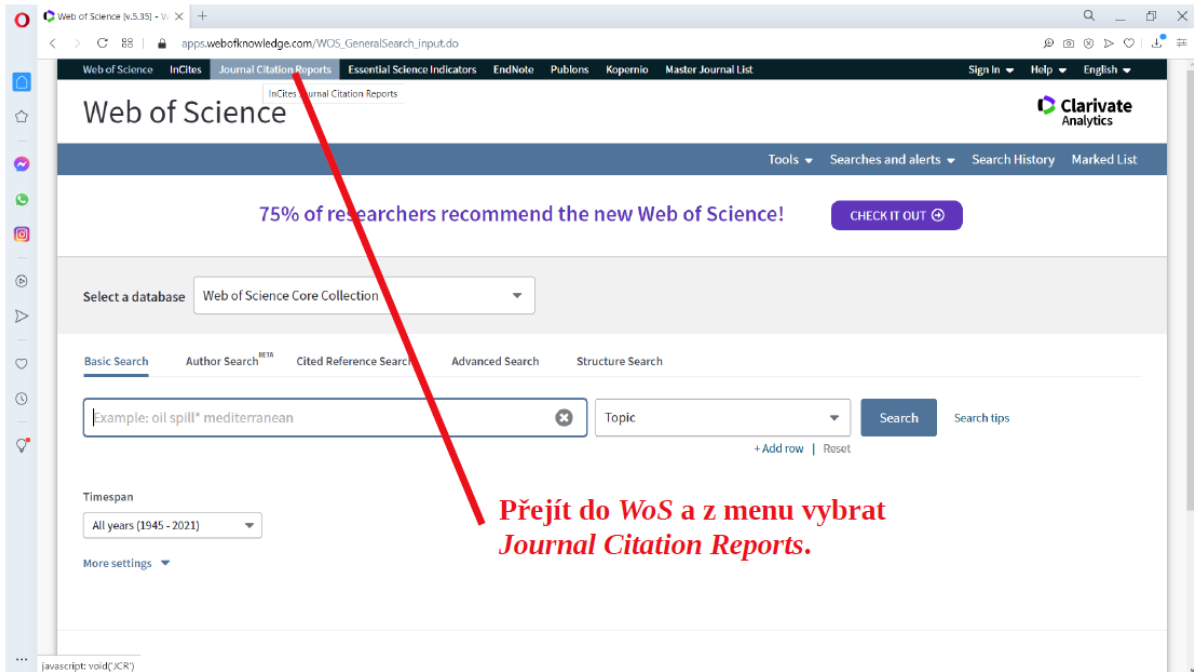 Web of Science [v.5.35] - W
apps.webofknowledge.com/WOS_GeneralSearch_input.do
Web of Science InCites Journal Citation Reports Essential Science Indicators EndNote Publons Kopernio Master Journal List Sign In Help English
InCites Journal Citation Reports
Web of Science
Clarivate
Analytics
Tools Searches and alerts Search History Marked List
75% of researchers recommend the new Web of Science! CHECK IT OUT
Select a database Web of Science Core Collection
Basic Search Author Search BETA Cited Reference Search Advanced Search Structure Search
Example: oil spill* mediterranean Topic Search Search tips
+ Add row | Reset
Timespan
All years (1945 - 2021)
More settings
Přejít do WoS a z menu vybrat
Journal Citation Reports.
javascript: void('JCR')